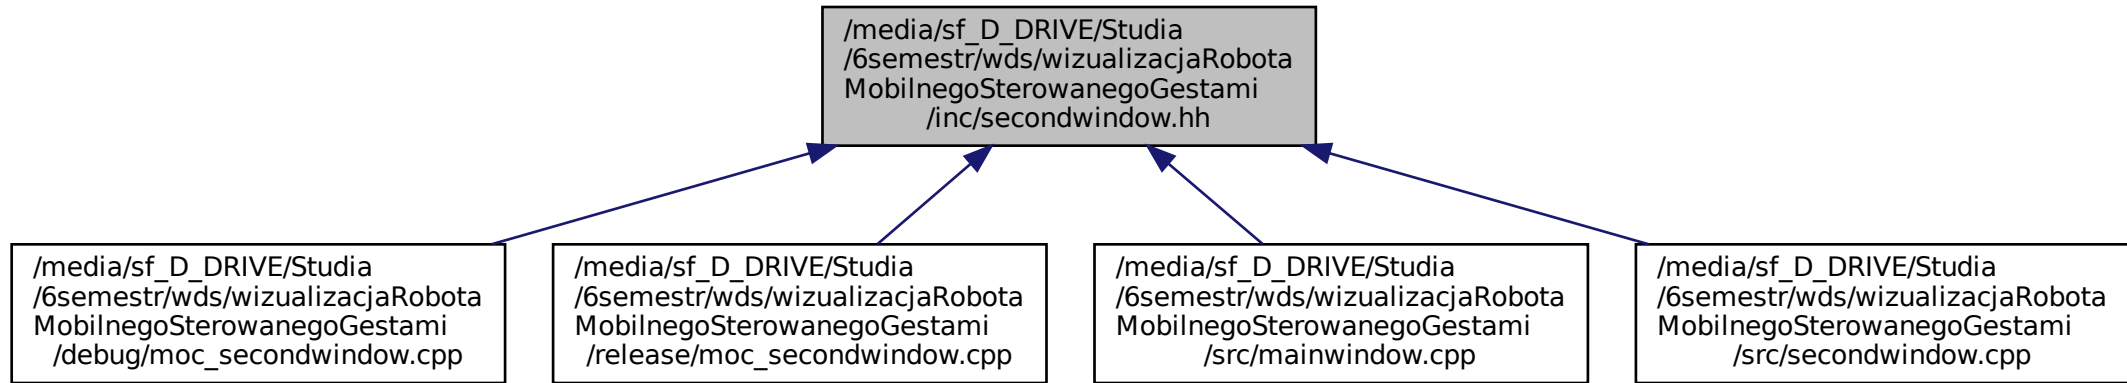 /media/sf_D_DRIVE/Studia
/6semestr/wds/wizualizacjaRobota
MobilnegoSterowanegoGestami
/inc/secondwindow.hh
/media/sf_D_DRIVE/Studia
/6semestr/wds/wizualizacjaRobota
MobilnegoSterowanegoGestami
/debug/moc_secondwindow.cpp
/media/sf_D_DRIVE/Studia
/6semestr/wds/wizualizacjaRobota
MobilnegoSterowanegoGestami
/release/moc_secondwindow.cpp
/media/sf_D_DRIVE/Studia
/6semestr/wds/wizualizacjaRobota
MobilnegoSterowanegoGestami
/src/mainwindow.cpp
/media/sf_D_DRIVE/Studia
/6semestr/wds/wizualizacjaRobota
MobilnegoSterowanegoGestami
/src/secondwindow.cpp